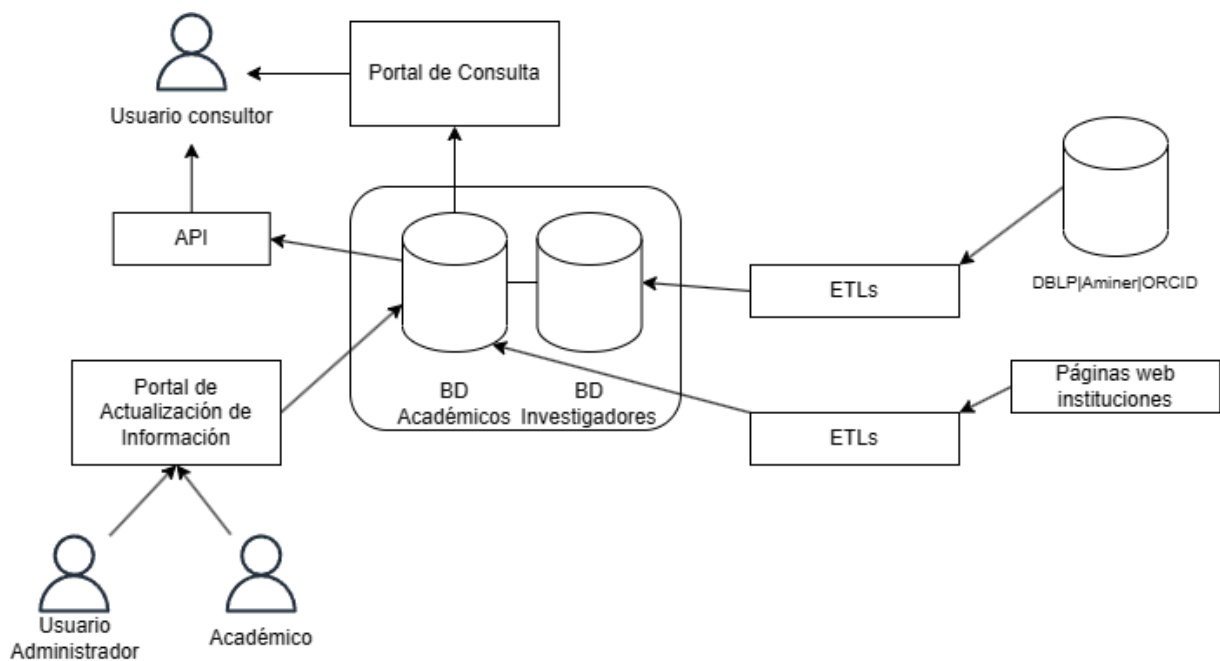 Portal de Consulta
Usuario consultor
API
ETLs
DBLP|Aminer|ORCID
Portal de
Actualización de
Información
BD
Académicos
BD
Investigadores
Páginas web
instituciones
ETLs
Usuario
Administrador
Académico